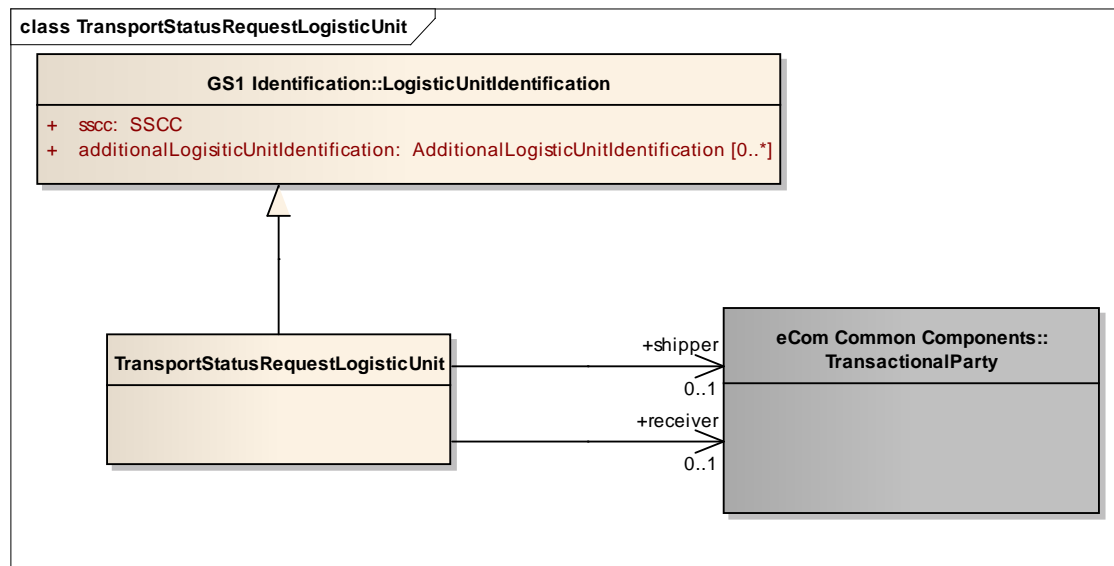 class TransportStatusRequestLogisticUnit
GS1 Identification::LogisticUnitIdentification
+ sscc: SSCC
+ additionalLogisiticUnitIdentification: AdditionalLogisticUnitIdentification [0..*]
TransportStatusRequestLogisticUnit
+shipper
0..1
+receiver
0..1
eCom Common Components::
TransactionalParty